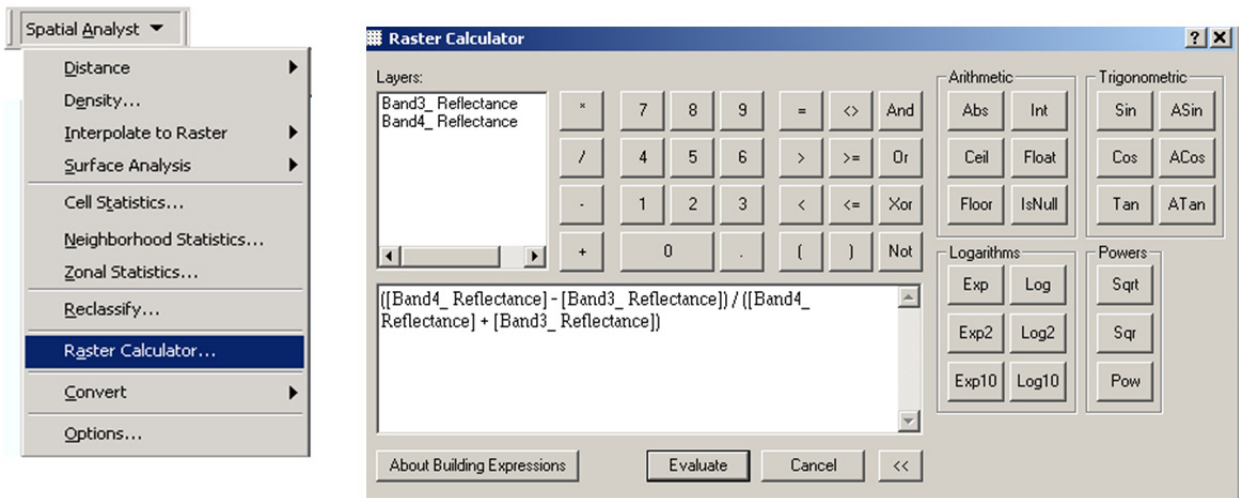 Spatial Analyst
Distance
Density...
Interpolate to Raster
Surface Analysis
Cell Statistics...
Neighborhood Statistics...
Zonal Statistics...
Reclassify...
Raster Calculator...
Convert
Options...
Raster Calculator
? X
Layers:
Band3_ Reflectance
Band4_ Reflectance
* 7 8 9 = <> And
/ 4 5 6 > >= Or
- 1 2 3 < <= Xor
+ 0 . ( ) Not
Arithmetic
Abs Int
Ceil Float
Floor IsNull
Trigonometric
Sin ASin
Cos ACos
Tan ATan
([Band4_ Reflectance] - [Band3_ Reflectance]) / ([Band4_
Reflectance] + [Band3_ Reflectance])
Logarithms
Exp Log
Exp2 Log2
Exp10 Log10
Powers
Sqrt
Sqr
Pow
About Building Expressions
Evaluate
Cancel
<<